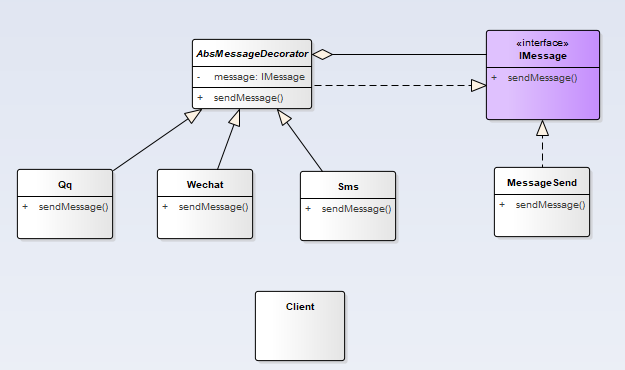 AbsMessageDecorator
- message: IMessage
+ sendMessage()
«interface»
IMessage
+ sendMessage()
Qq
+ sendMessage()
Wechat
+ sendMessage()
Sms
+ sendMessage()
MessageSend
+ sendMessage()
Client